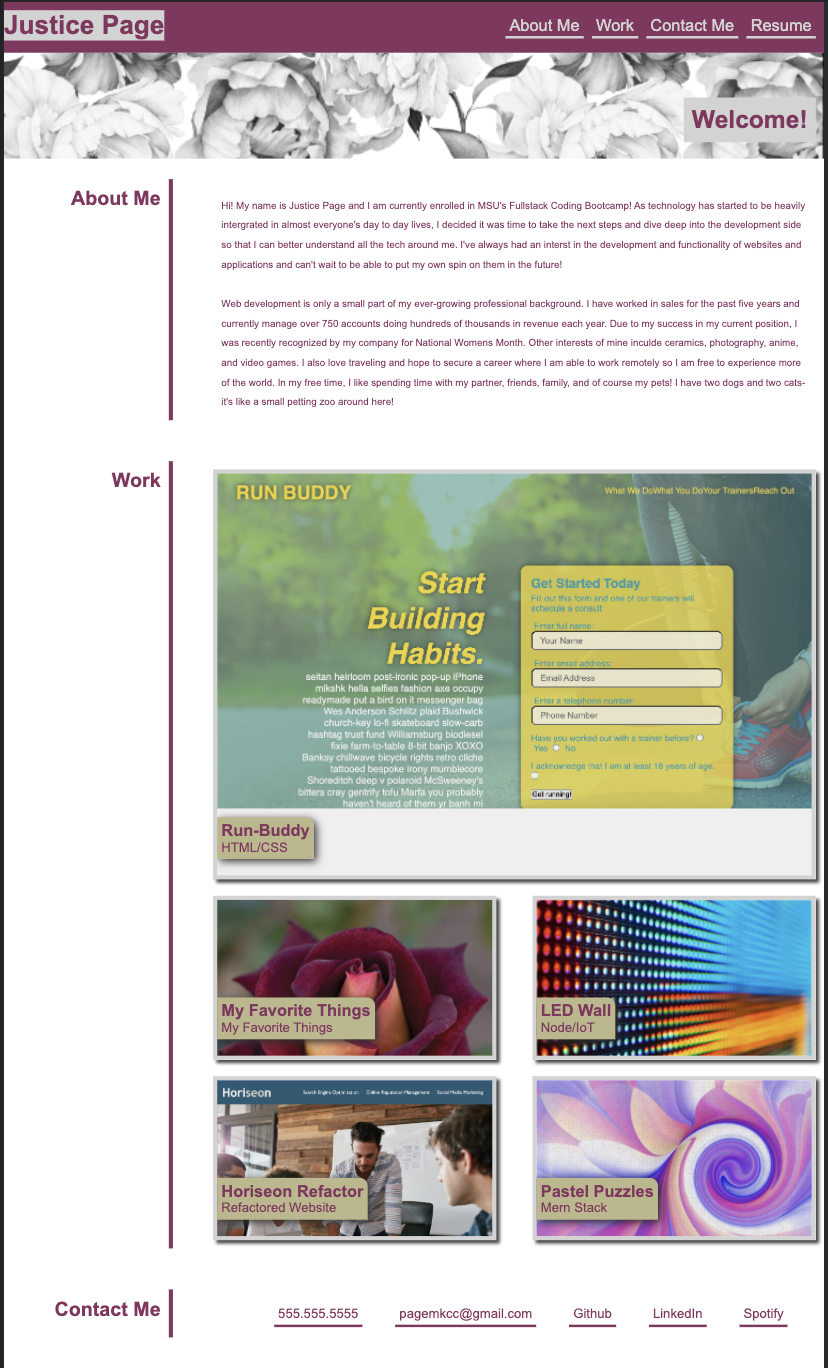 Justice Page
About Me Work Contact Me Resume
Welcome!
About Me
Hi! My name is Justice Page and I am currently enrolled in MSU's Fullstack Coding Bootcamp! As technology has started to be heavily
intergrated in almost everyone's day to day lives, I decided it was time to take the next steps and dive deep into the development side
so that I can better understand all the tech around me. I've always had an interst in the development and functionality of websites and
applications and can't wait to be able to put my own spin on them in the future!
Web development is only a small part of my ever-growing professional background. I have worked in sales for the past five years and
currently manage over 750 accounts doing hundreds of thousands in revenue each year. Due to my success in my current position, I
was recently recognized by my company for National Womens Month. Other interests of mine inculde ceramics, photography, anime,
and video games. I also love traveling and hope to secure a career where I am able to work remotely so I am free to experience more
of the world. In my free time, I like spending time with my partner, friends, family, and of course my pets! I have two dogs and two cats-
it's like a small petting zoo around here!
Work
RUN BUDDY
What We DoWhat You DoYour TrainersReach Out
Start
Building
Habits.
seitan heirloom post-ironic pop-up iPhone
mlkshk hella selfies fashion axe occupy
readymade put a bird on it messenger bag
Wes Anderson Schlitz plaid Bushwick
church-key lo-fi skateboard slow-carb
hashtag trust fund Williamsburg biodiesel
fixie farm-to-table 8-bit banjo XOXO
Banksy chillwave bicycle rights retro cliche
tattooed bespoke irony mumblecore
Shoreditch deep v polaroid McSweeney's
bitters cray gentrify tofu Marfa you probably
haven't heard of them yr banh mi
Get Started Today
Fill out this form and one of our trainers will
schedule a consult
Enter full name:
Your Name
Enter email address:
Email Address
Enter a telephone number:
Phone Number
Have you worked out with a trainer before?
Yes No
I acknowledge that I am at least 18 years of age.
Get running!
Run-Buddy
HTML/CSS
My Favorite Things
My Favorite Things
LED Wall
Node/IoT
Horiseon
Search Engine Optimization Online Reputation Management Social Media Marketing
Horiseon Refactor
Refactored Website
Pastel Puzzles
Mern Stack
Contact Me
555.555.5555 pagemkcc@gmail.com Github LinkedIn Spotify